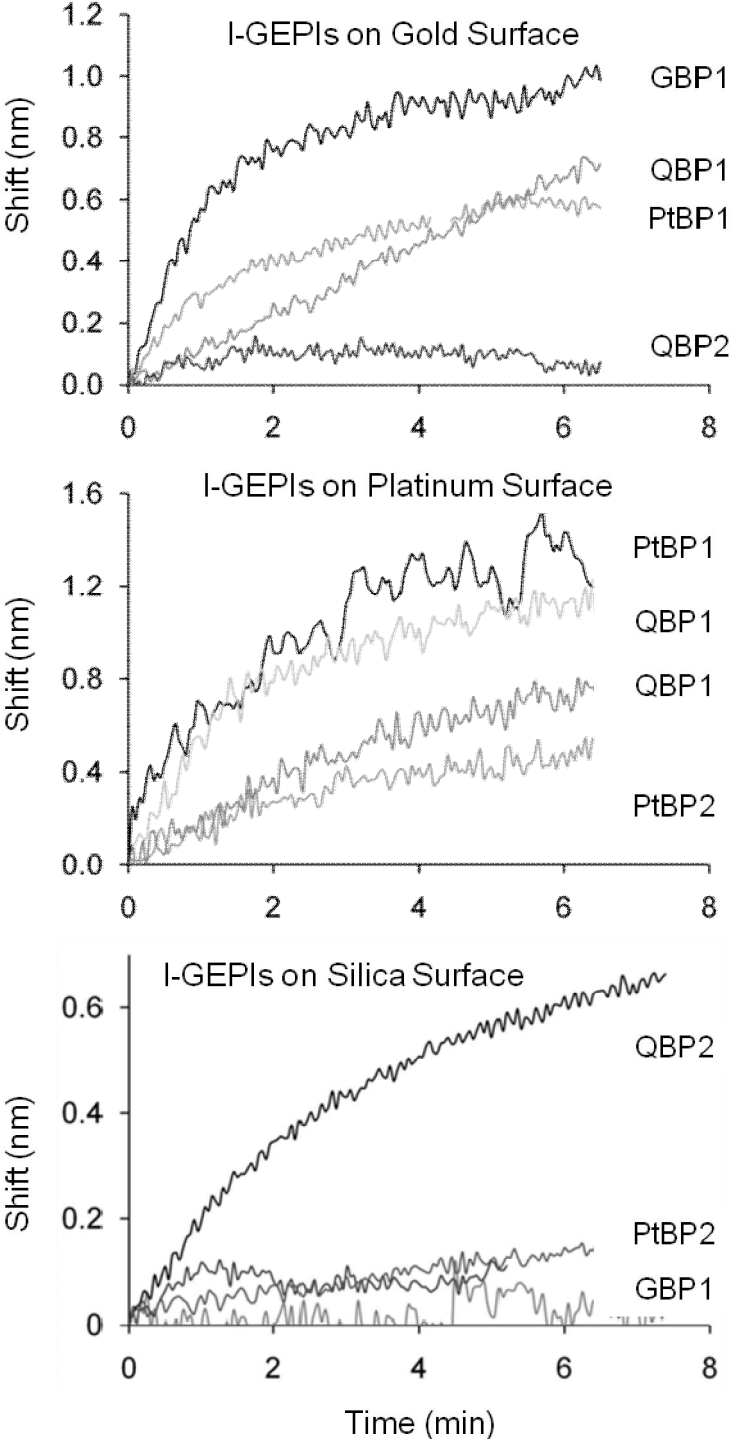 I-GEPIs on Gold Surface
Shift (nm)
1.2
1.0
0.8
0.6
0.4
0.2
0.0
GBP1
QBP1
PtBP1
QBP2
0 2 4 6 8
I-GEPIs on Platinum Surface
Shift (nm)
1.6
1.2
0.8
0.4
0.0
PtBP1
QBP1
QBP1
PtBP2
0 2 4 6 8
I-GEPIs on Silica Surface
Shift (nm)
0.6
0.4
0.2
0
QBP2
PtBP2
GBP1
0 2 4 6 8
Time (min)